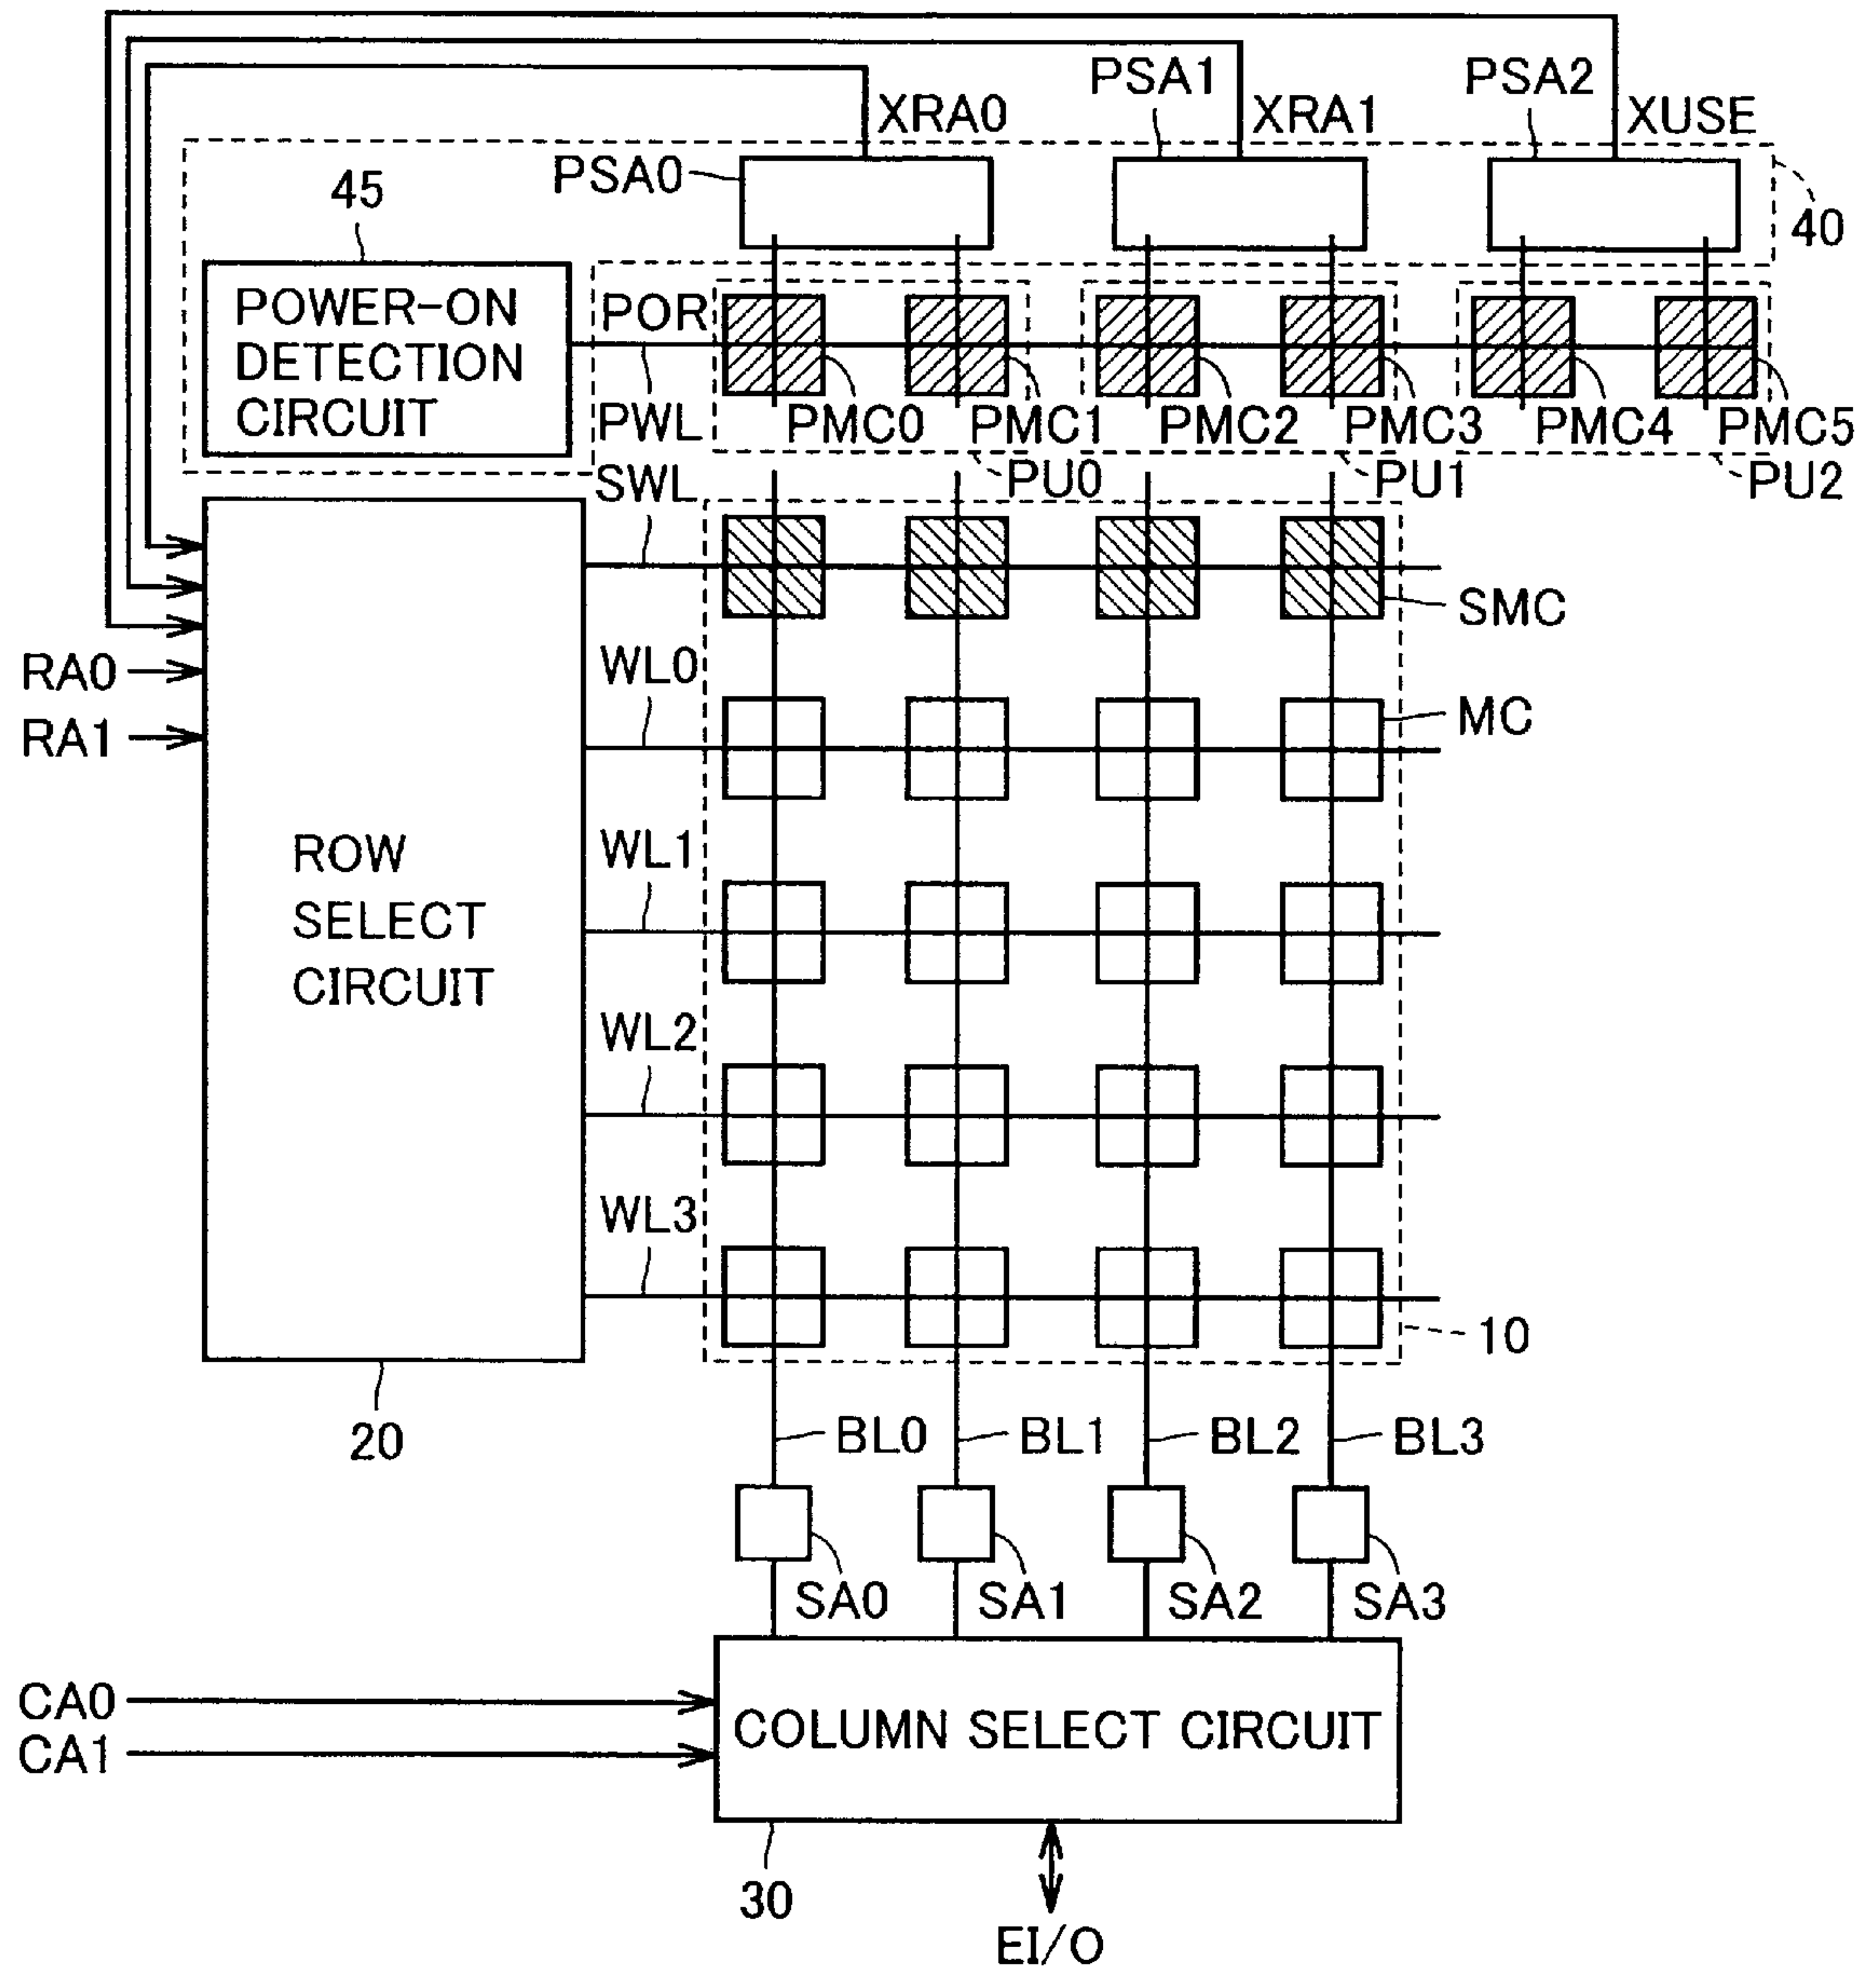 PSA1
PSA2
XRA0
XRA1
XUSE
PSA0
45
40
POWER-ON
DETECTION
CIRCUIT
POR
PWL
PMC0
PMC1
PMC2
PMC3
PMC4
PMC5
SWL
PU0
PU1
PU2
SMC
RA0
WL0
RA1
MC
ROW
SELECT
CIRCUIT
WL1
WL2
WL3
10
20
BL0
BL1
BL2
BL3
SA0
SA1
SA2
SA3
CA0
CA1
COLUMN SELECT CIRCUIT
30
EI/O